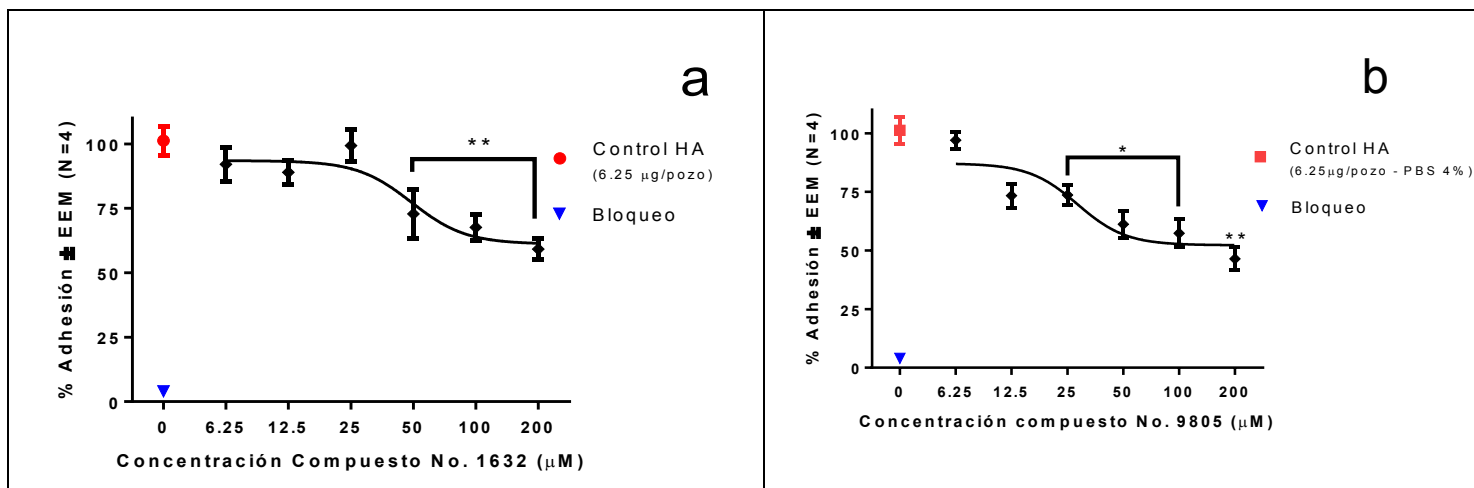 a
% Adhesión ± EEM (N=4)
100
75
50
25
0
**
Control HA
(6.25 µg/pozo)
Bloqueo
0 6.25 12.5 25 50 100 200
Concentración Compuesto No. 1632 (µM)
b
% Adhesión ± EEM (N=4)
100
75
50
25
0
*
**
Control HA
(6.25µg/pozo - PBS 4%)
Bloqueo
0 6.25 12.5 25 50 100 200
Concentración compuesto No. 9805 (µM)